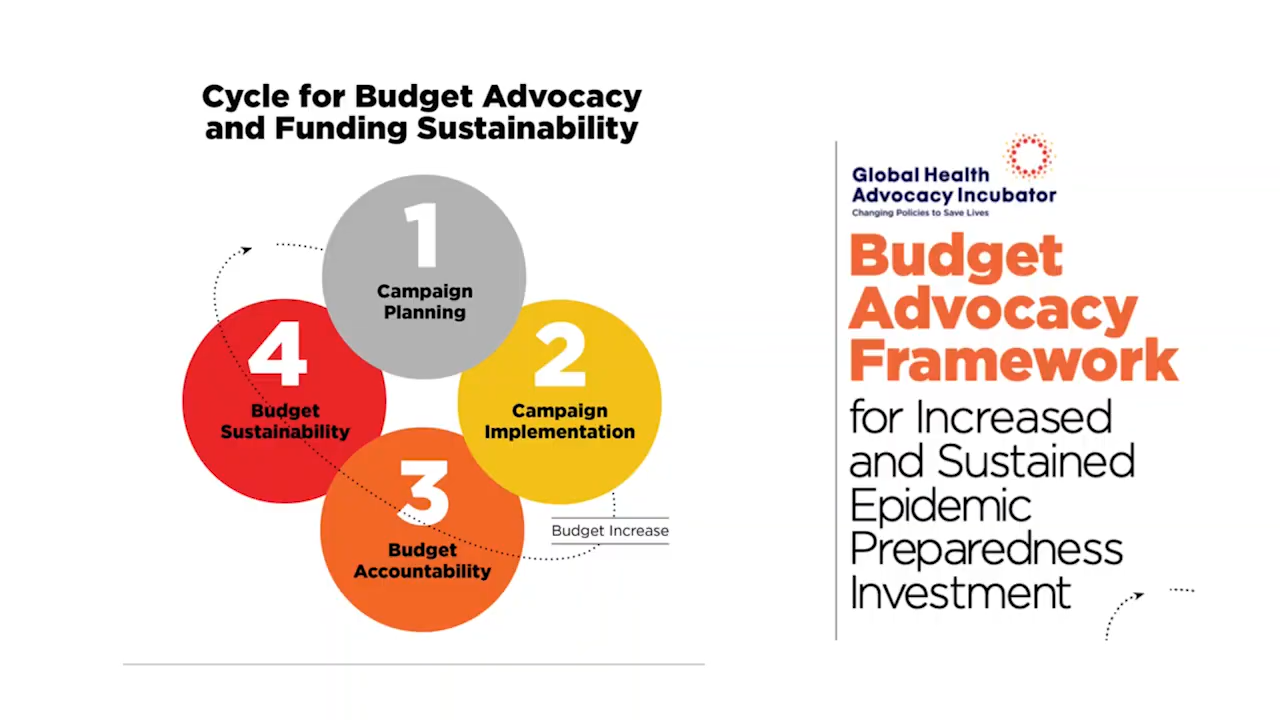 Cycle for Budget Advocacy
and Funding Sustainability
1
Campaign
Planning
2
Campaign
Implementation
Budget Increase
3
Budget
Accountability
4
Budget
Sustainability
Global Health
Advocacy Incubator
Changing Policies to Save Lives
Budget
Advocacy
Framework
for Increased
and Sustained
Epidemic
Preparedness
Investment